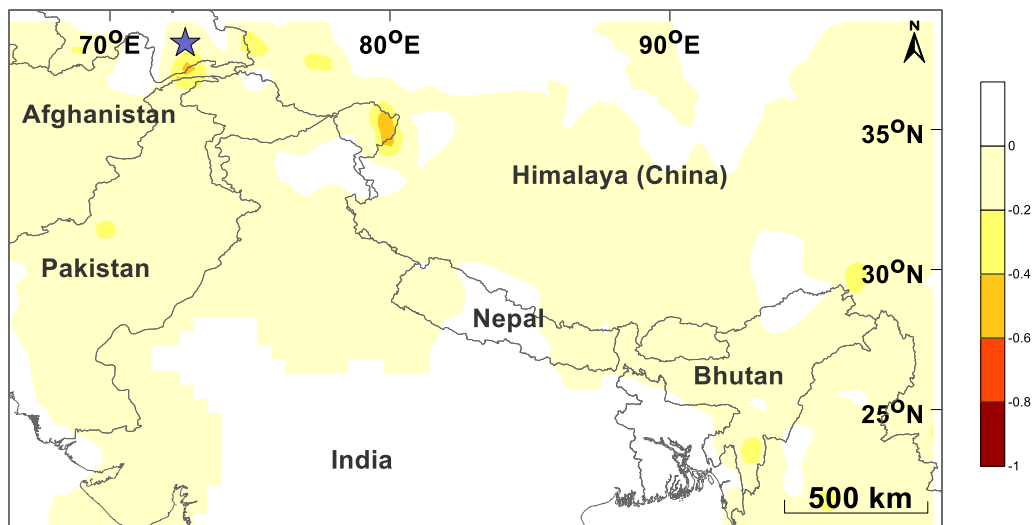 N
70°E
80°E
90°E
Afghanistan
35°N
0
Himalaya (China)
-0.2
Pakistan
30°N
-0.4
Nepal
-0.6
Bhutan
-0.8
25°N
India
-1
500 km